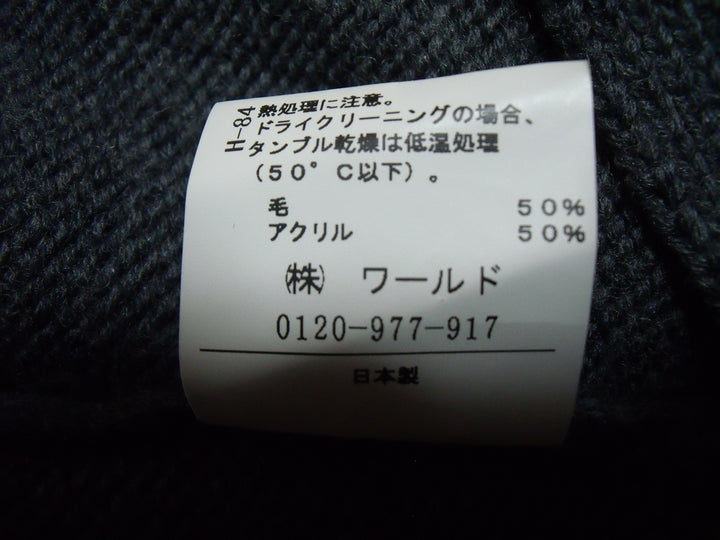 H-84
熱処理に注意。
ドライクリーニングの場合、
タンブル乾燥は低温処理
(50°C以下)。
毛 50%
アクリル 50%
㈱ ワールド
0120-977-917
日本製